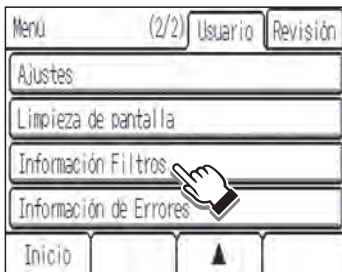 Menú (2/2) Usuario Revisión
Ajustes
Limpieza de pantalla
Información Filtros
Información de Errores
Inicio ▲